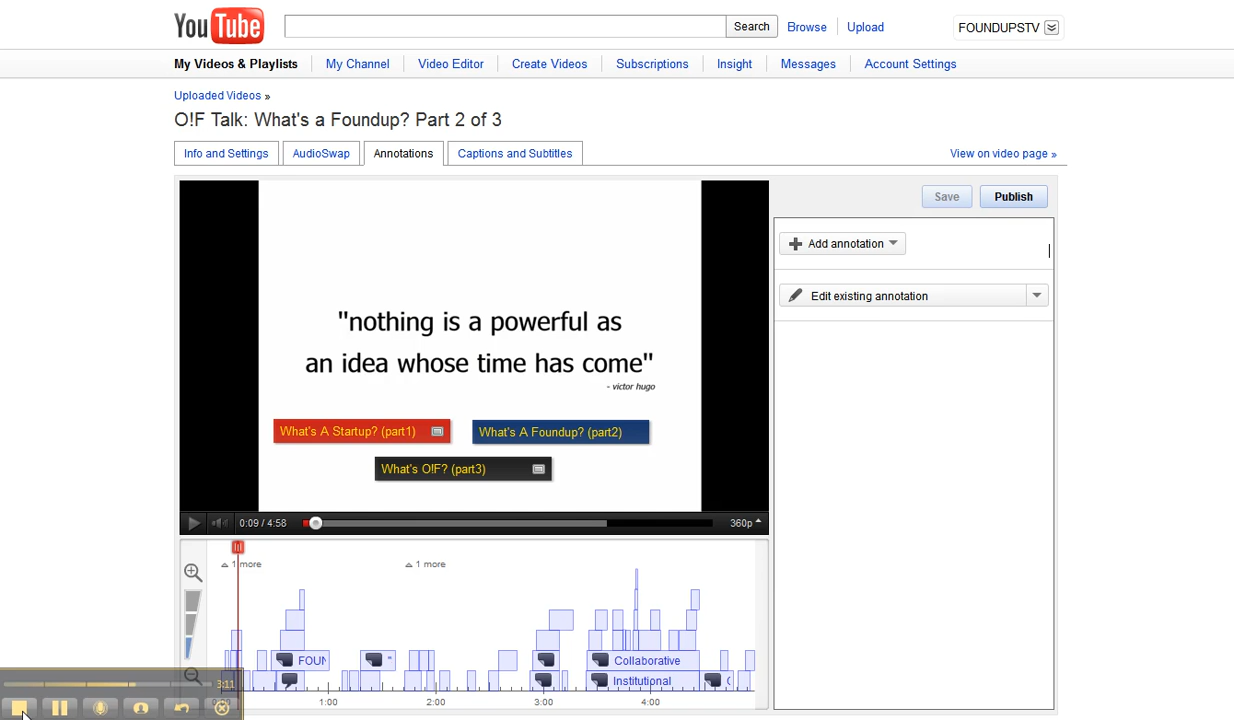 YouTube
Search
Browse
Upload
FOUNDUPSTV
My Videos & Playlists
My Channel
Video Editor
Create Videos
Subscriptions
Insight
Messages
Account Settings
Uploaded Videos »
O!F Talk: What's a Foundup? Part 2 of 3
Info and Settings
AudioSwap
Annotations
Captions and Subtitles
View on video page »
Save
Publish
Add annotation
Edit existing annotation
"nothing is a powerful as
an idea whose time has come"
- victor hugo
What's A Startup? (part1)
What's A Foundup? (part2)
What's O!F? (part3)
0:09 / 4:58
360p
1 more
1 more
FOUN
"
Collaborative
Institutional
3:11
1:00
2:00
3:00
4:00